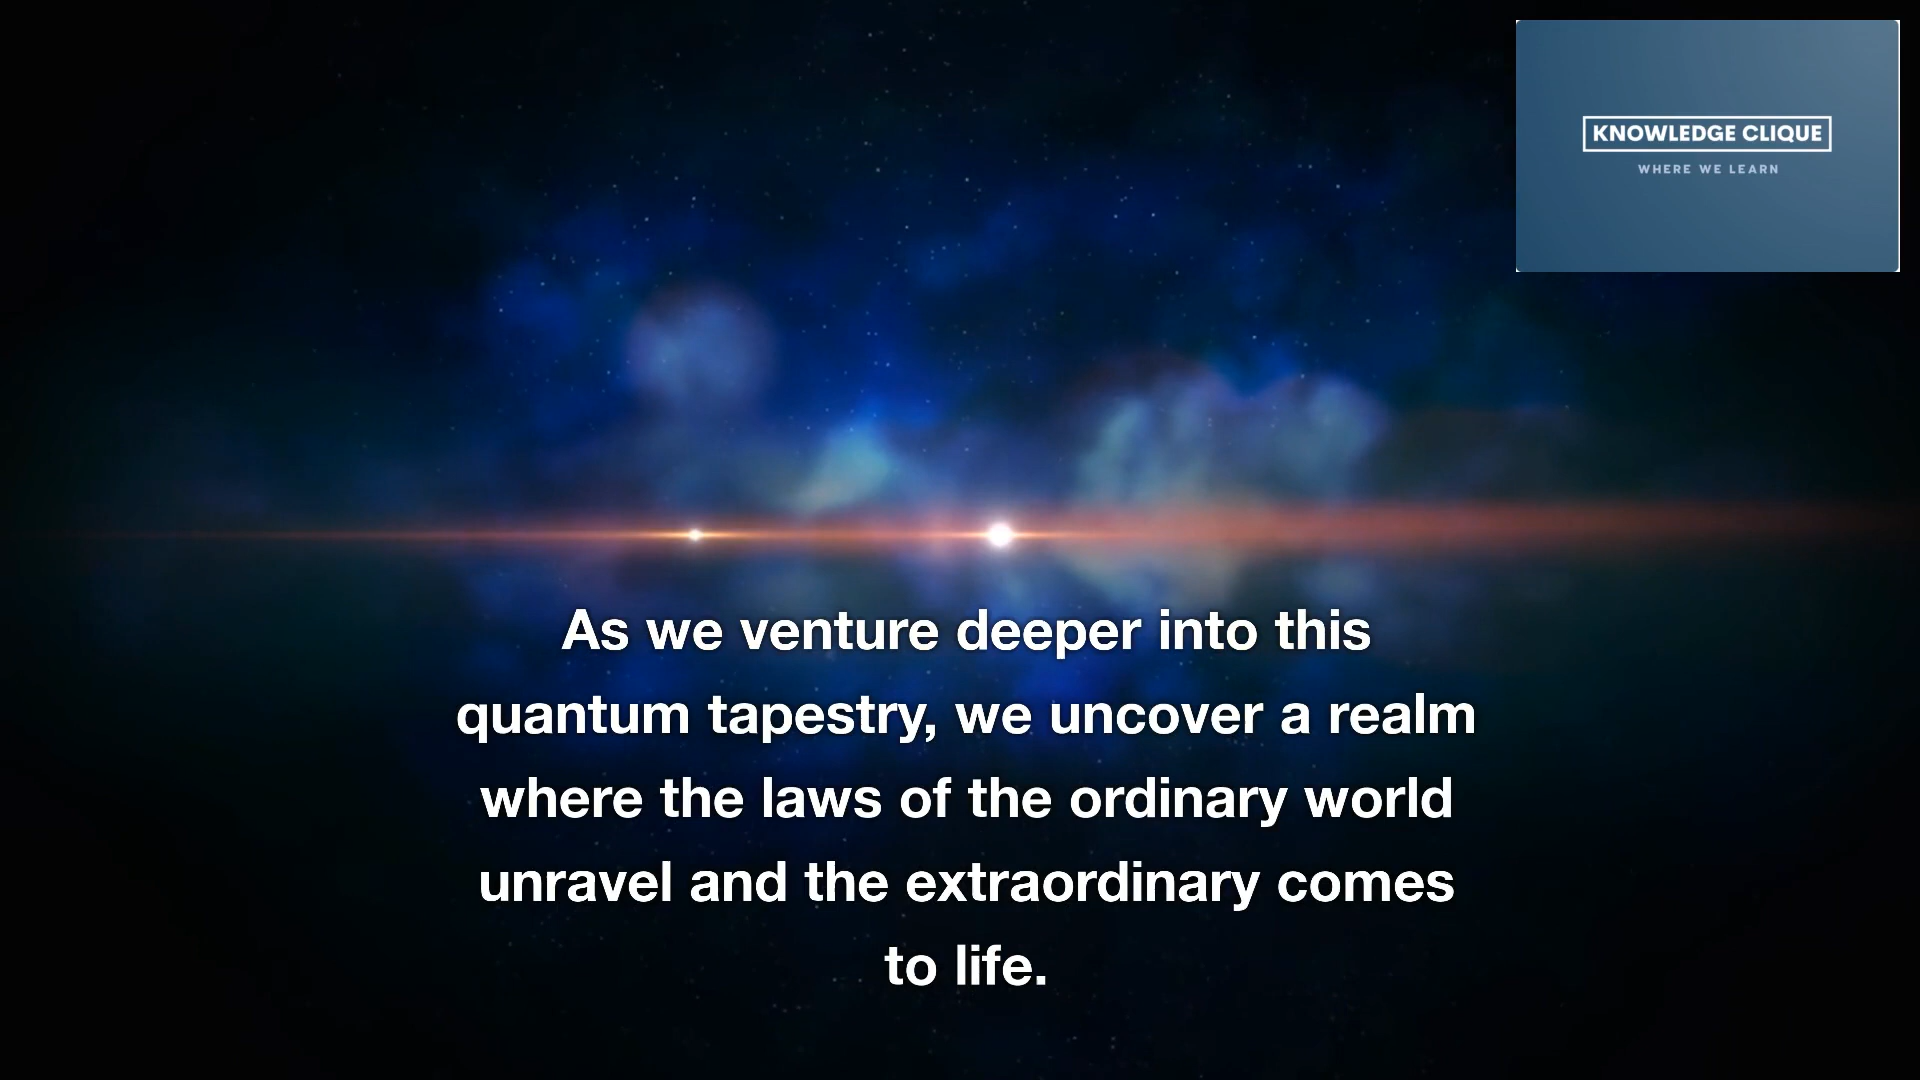 KNOWLEDGE CLIQUE
WHERE WE LEARN
As we venture deeper into this
quantum tapestry, we uncover a realm
where the laws of the ordinary world
unravel and the extraordinary comes
to life.